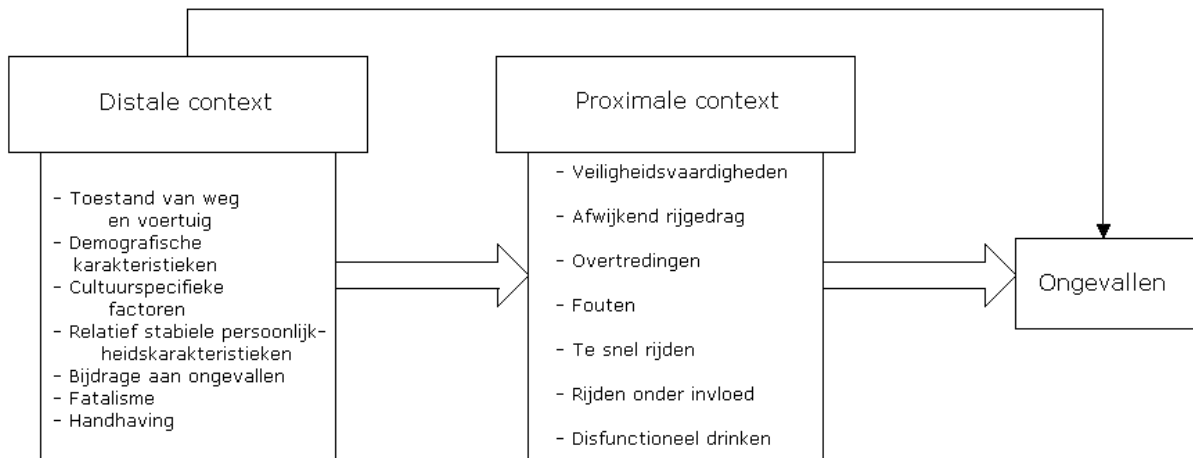 Distale context
- Toestand van weg
en voertuig
- Demografische
karakteristieken
- Cultuurspecifieke
factoren
- Relatief stabiele persoonlijk-
heidskarakteristieken
- Bijdrage aan ongevallen
- Fatalisme
- Handhaving
Proximale context
- Veiligheidsvaardigheden
- Afwijkend rijgedrag
- Overtredingen
- Fouten
- Te snel rijden
- Rijden onder invloed
- Disfunctioneel drinken
Ongevallen